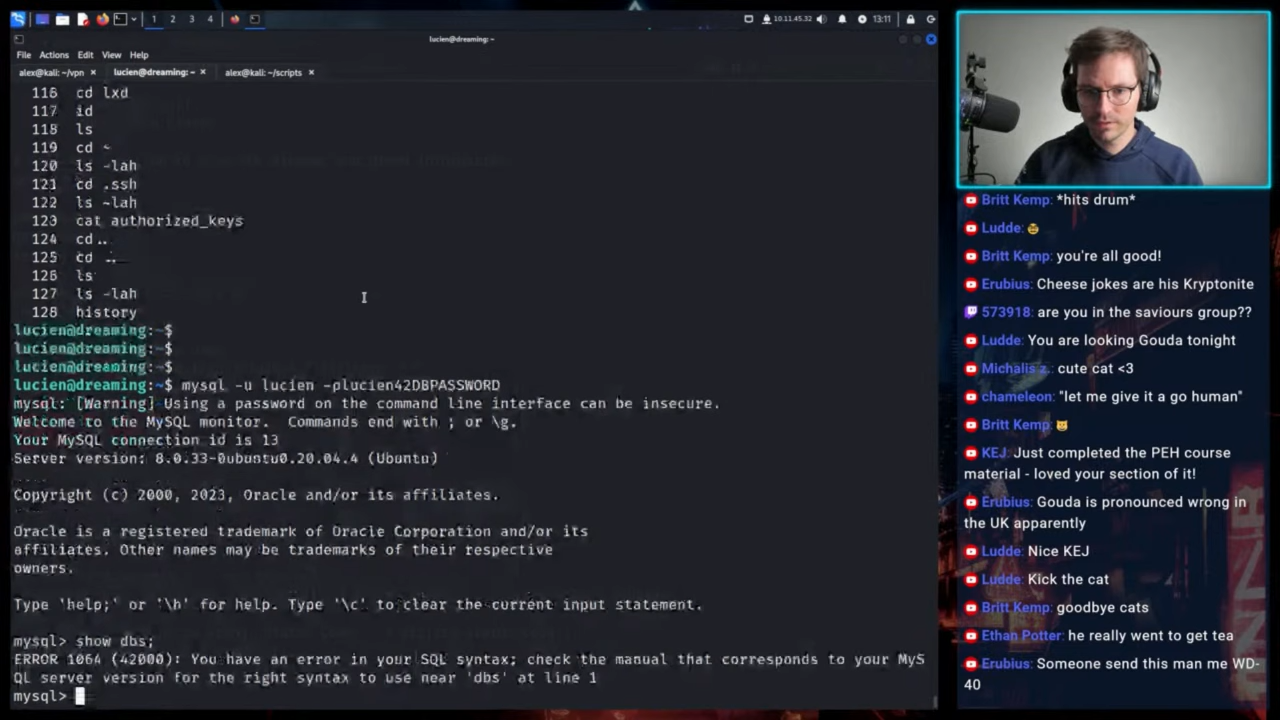 1 2 3 4
10.11.45.32
13:11
lucien@dreaming: ~
File Actions Edit View Help
alex@kali: ~/vpn × lucien@dreaming: ~ × alex@kali: ~/scripts ×
116 cd lxd
117 id
118 ls
119 cd ~
120 ls -lah
121 cd .ssh
122 ls -lah
123 cat authorized_keys
124 cd..
125 cd ..
126 ls
127 ls -lah
128 history
lucien@dreaming:~$
lucien@dreaming:~$
lucien@dreaming:~$
lucien@dreaming:~$ mysql -u lucien -plucien42DBPASSWORD
mysql: [Warning] Using a password on the command line interface can be insecure.
Welcome to the MySQL monitor. Commands end with ; or \g.
Your MySQL connection id is 13
Server version: 8.0.33-0ubuntu0.20.04.4 (Ubuntu)
Copyright (c) 2000, 2023, Oracle and/or its affiliates.
Oracle is a registered trademark of Oracle Corporation and/or its
affiliates. Other names may be trademarks of their respective
owners.
Type 'help;' or '\h' for help. Type '\c' to clear the current input statement.
mysql> show dbs;
ERROR 1064 (42000): You have an error in your SQL syntax; check the manual that corresponds to your MyS
QL server version for the right syntax to use near 'dbs' at line 1
mysql>
Britt Kemp: *hits drum*
Ludde: 🤓
Britt Kemp: you're all good!
Erubius: Cheese jokes are his Kryptonite
573918: are you in the saviours group??
Ludde: You are looking Gouda tonight
Michalis z.: cute cat <3
chameleon: "let me give it a go human"
Britt Kemp: 😺
KEJ: Just completed the PEH course
material - loved your section of it!
Erubius: Gouda is pronounced wrong in
the UK apparently
Ludde: Nice KEJ
Ludde: Kick the cat
Britt Kemp: goodbye cats
Ethan Potter: he really went to get tea
Erubius: Someone send this man me WD-
40